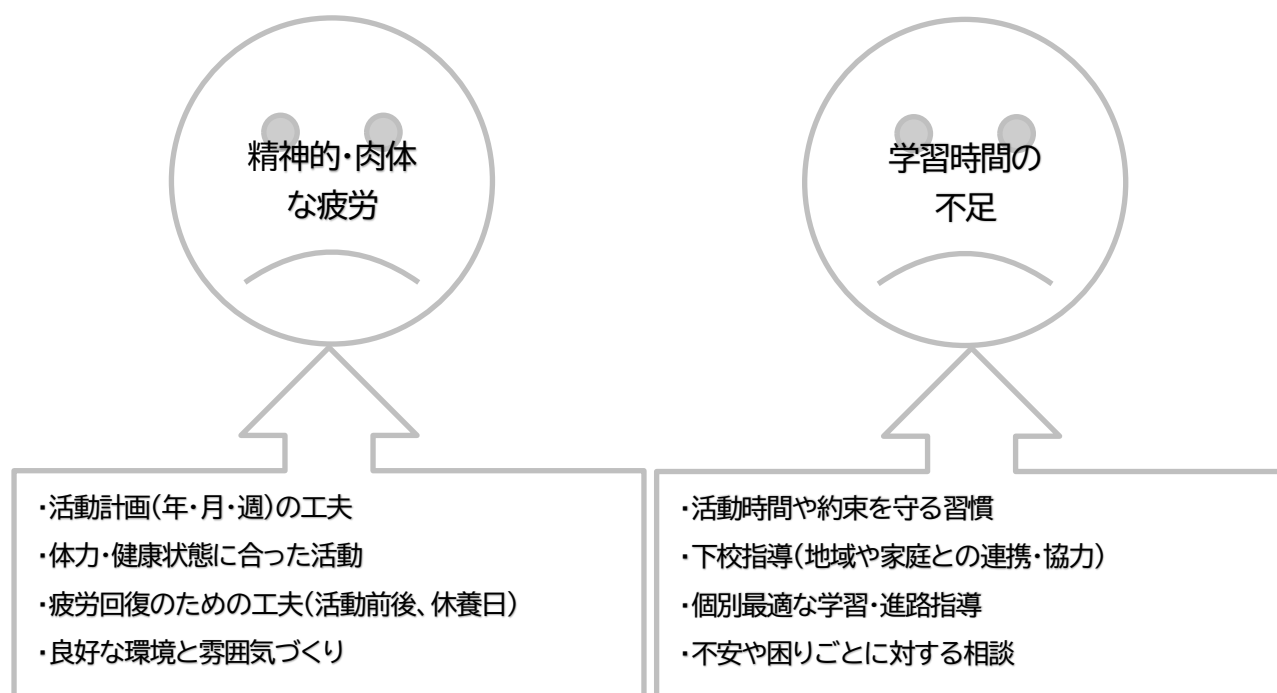 精神的・肉体
な疲労
学習時間の
不足
・活動計画(年・月・週)の工夫
・体力・健康状態に合った活動
・疲労回復のための工夫(活動前後、休養日)
・良好な環境と雰囲気づくり
・活動時間や約束を守る習慣
・下校指導(地域や家庭との連携・協力)
・個別最適な学習・進路指導
・不安や困りごとに対する相談